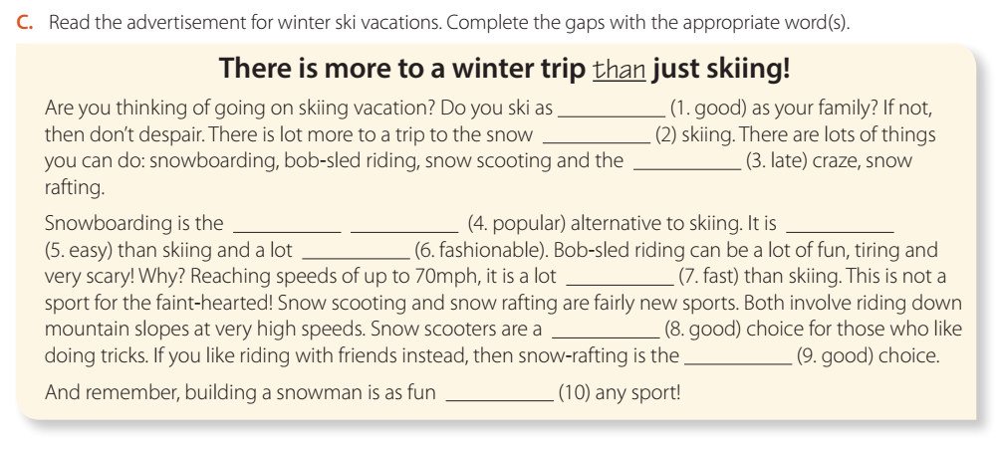 C. Read the advertisement for winter ski vacations. Complete the gaps with the appropriate word(s).
There is more to a winter trip than just skiing!
Are you thinking of going on skiing vacation? Do you ski as __________ (1. good) as your family? If not,
then don’t despair. There is lot more to a trip to the snow __________ (2) skiing. There are lots of things
you can do: snowboarding, bob-sled riding, snow scooting and the __________ (3. late) craze, snow
rafting.
Snowboarding is the __________ __________ (4. popular) alternative to skiing. It is __________
(5. easy) than skiing and a lot __________ (6. fashionable). Bob-sled riding can be a lot of fun, tiring and
very scary! Why? Reaching speeds of up to 70mph, it is a lot __________ (7. fast) than skiing. This is not a
sport for the faint-hearted! Snow scooting and snow rafting are fairly new sports. Both involve riding down
mountain slopes at very high speeds. Snow scooters are a __________ (8. good) choice for those who like
doing tricks. If you like riding with friends instead, then snow-rafting is the __________ (9. good) choice.
And remember, building a snowman is as fun __________ (10) any sport!